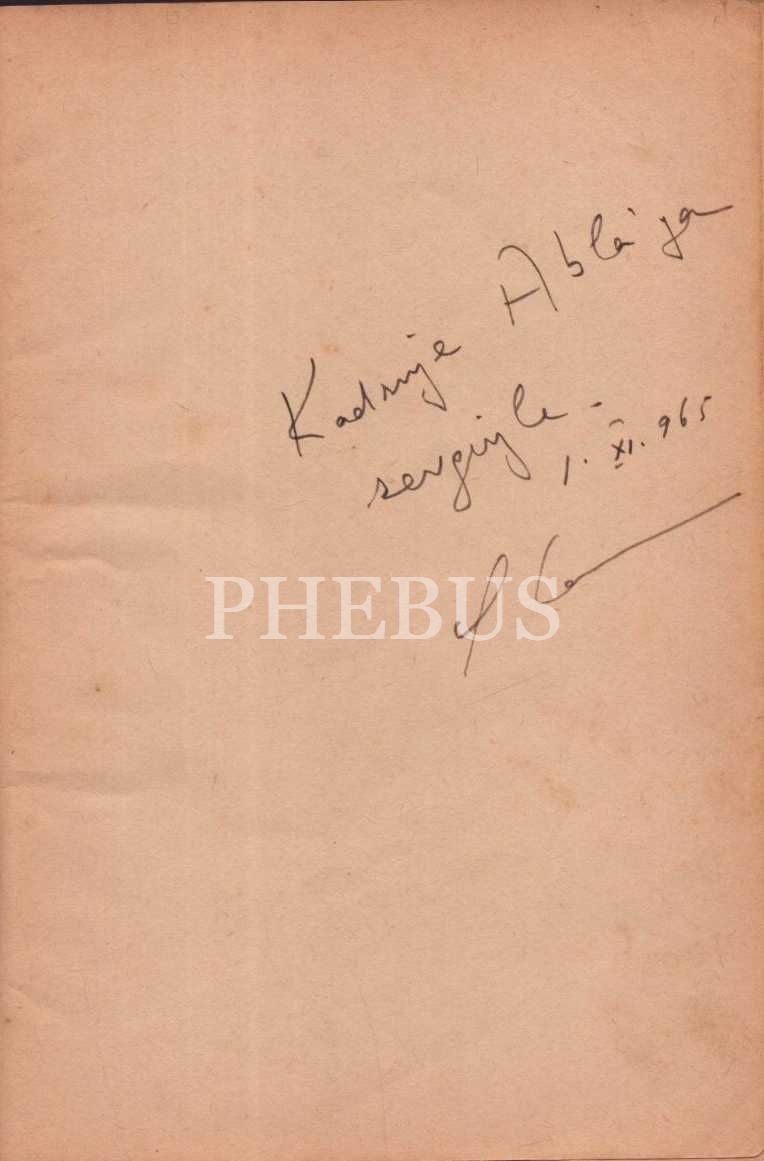 Kadriye Abla'ya
sevgiyle.
1. XI. 965
PHEBUS